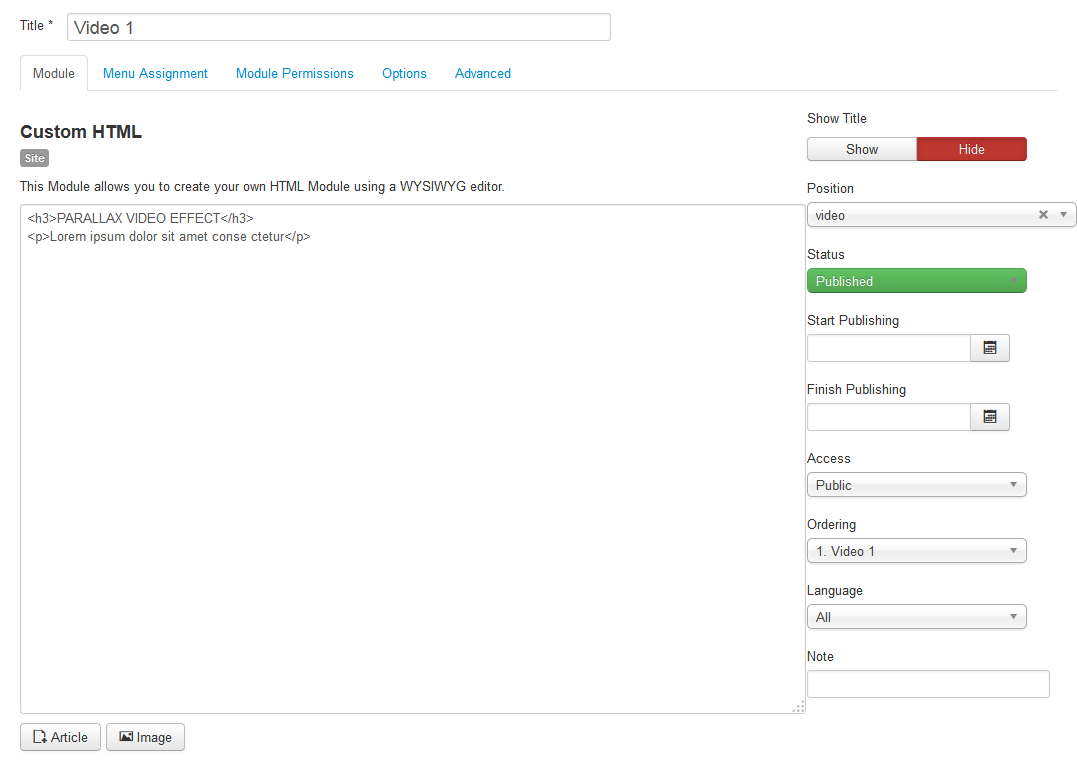 Title *
Video 1
Module
Menu Assignment
Module Permissions
Options
Advanced
Custom HTML
Site
This Module allows you to create your own HTML Module using a WYSIWYG editor.
<h3>PARALLAX VIDEO EFFECT</h3>
<p>Lorem ipsum dolor sit amet conse ctetur</p>
Article
Image
Show Title
Show
Hide
Position
video
Status
Published
Start Publishing
Finish Publishing
Access
Public
Ordering
1. Video 1
Language
All
Note